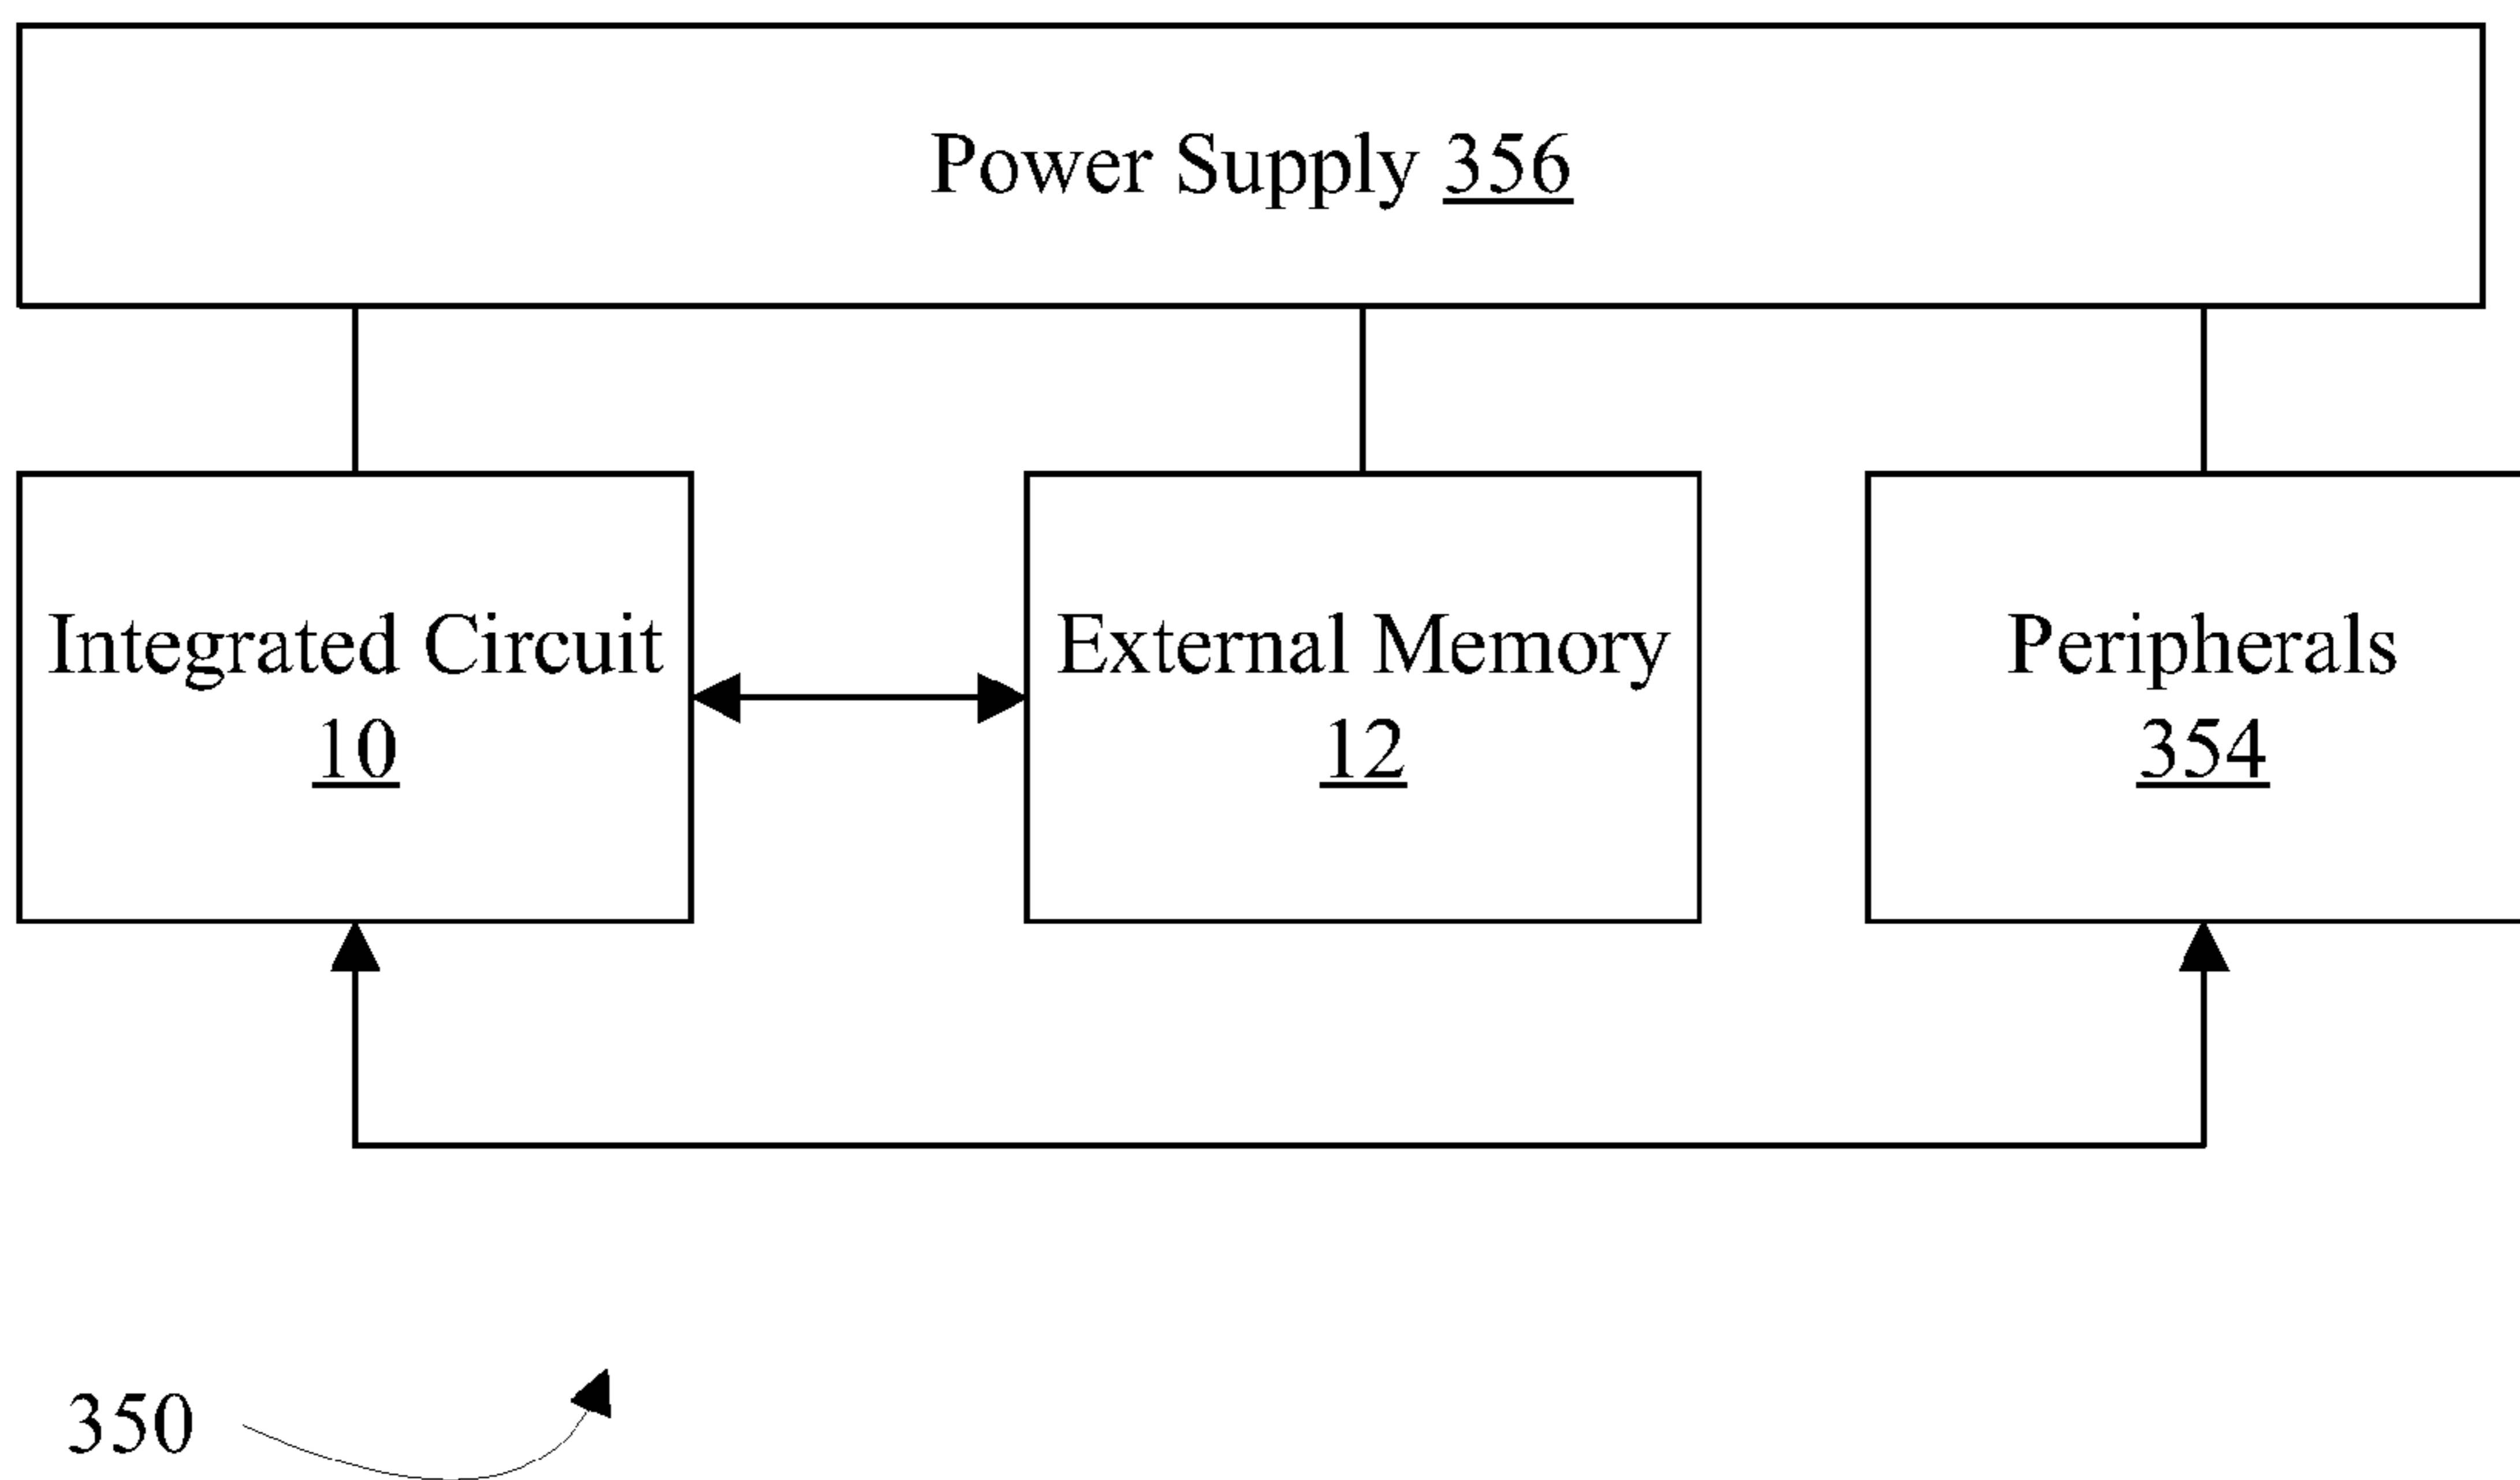 Power Supply 356
Integrated Circuit
10
External Memory
12
Peripherals
354
350